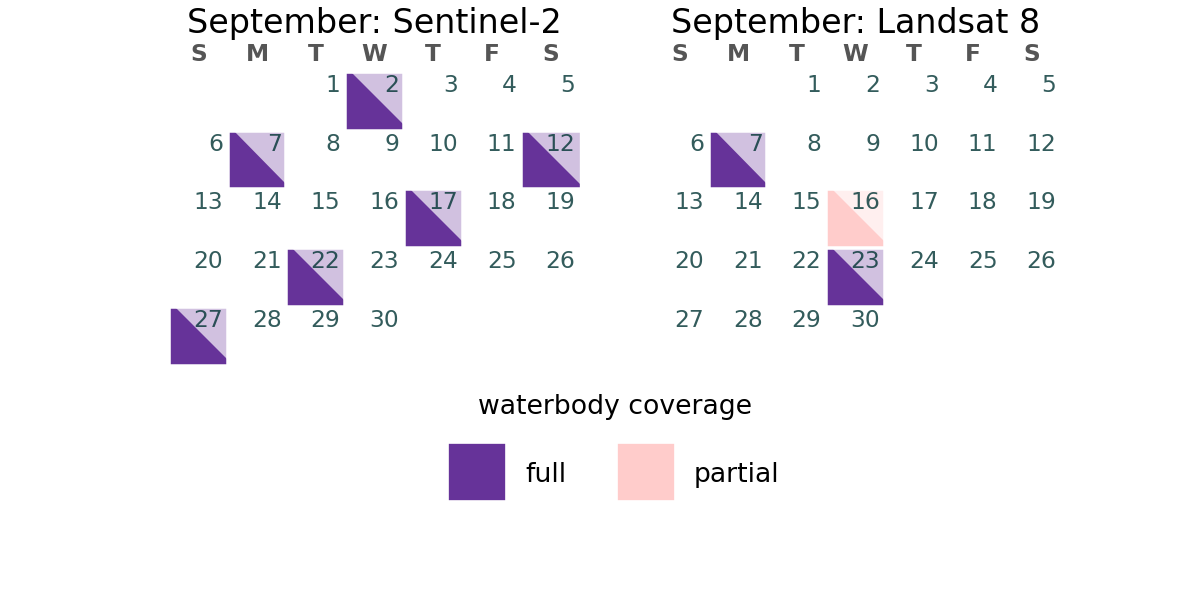 September: Sentinel-2
S M T W T F S
1 2 3 4 5
6 7 8 9 10 11 12
13 14 15 16 17 18 19
20 21 22 23 24 25 26
27 28 29 30
September: Landsat 8
S M T W T F S
1 2 3 4 5
6 7 8 9 10 11 12
13 14 15 16 17 18 19
20 21 22 23 24 25 26
27 28 29 30
waterbody coverage
full partial